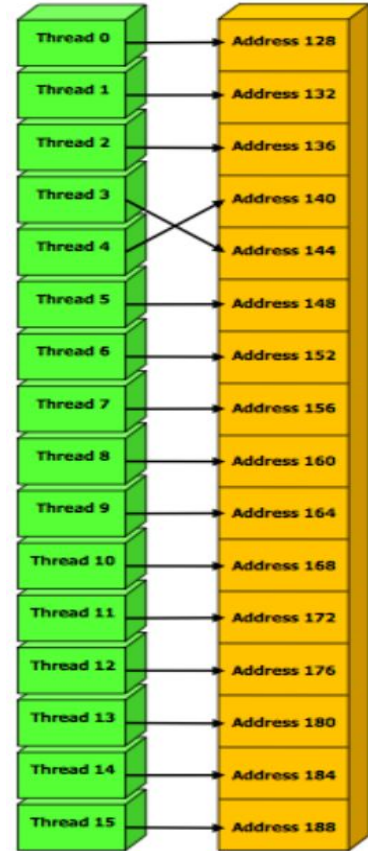 Thread 0 Address 128
Thread 1 Address 132
Thread 2 Address 136
Thread 3 Address 140
Thread 4 Address 144
Thread 5 Address 148
Thread 6 Address 152
Thread 7 Address 156
Thread 8 Address 160
Thread 9 Address 164
Thread 10 Address 168
Thread 11 Address 172
Thread 12 Address 176
Thread 13 Address 180
Thread 14 Address 184
Thread 15 Address 188